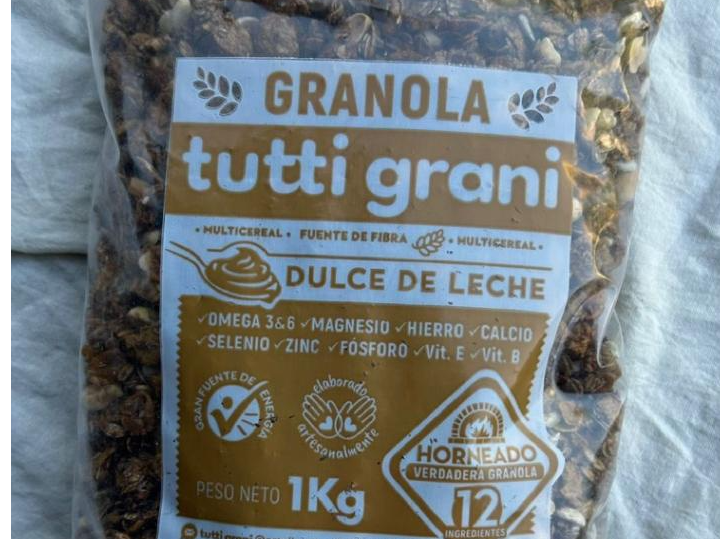 GRANOLA
tutti grani
• MULTICEREAL • FUENTE DE FIBRA • MULTICEREAL •
DULCE DE LECHE
✓OMEGA 3&6 ✓MAGNESIO ✓HIERRO ✓CALCIO
✓SELENIO ✓ZINC ✓FÓSFORO ✓Vit. E ✓Vit. B
GRAN FUENTE DE ENERGÍA
elaborado artesanalmente
HORNEADO
VERDADERA GRANOLA
12
INGREDIENTES
PESO NETO 1Kg